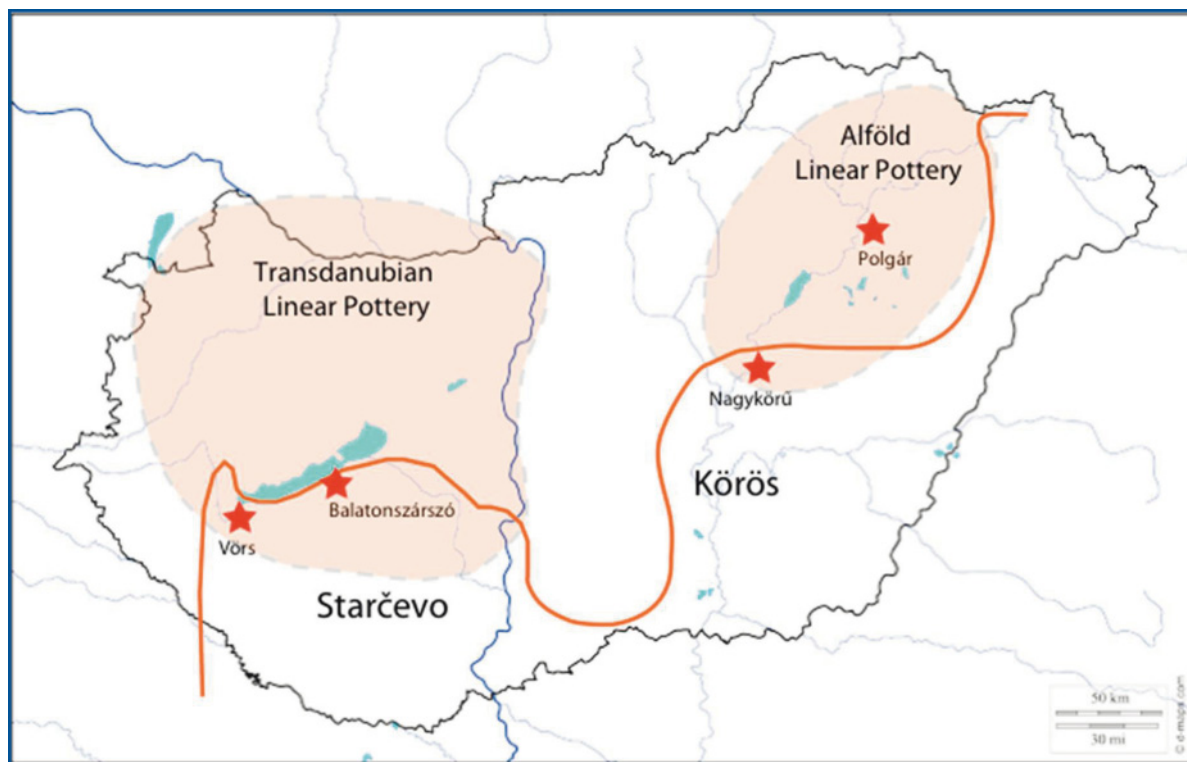 Alföld
Linear Pottery
Polgár
Transdanubian
Linear Pottery
Nagykörű
Körös
Balatonszárszó
Vörs
Starčevo
50 km
30 mi
© d-maps.com